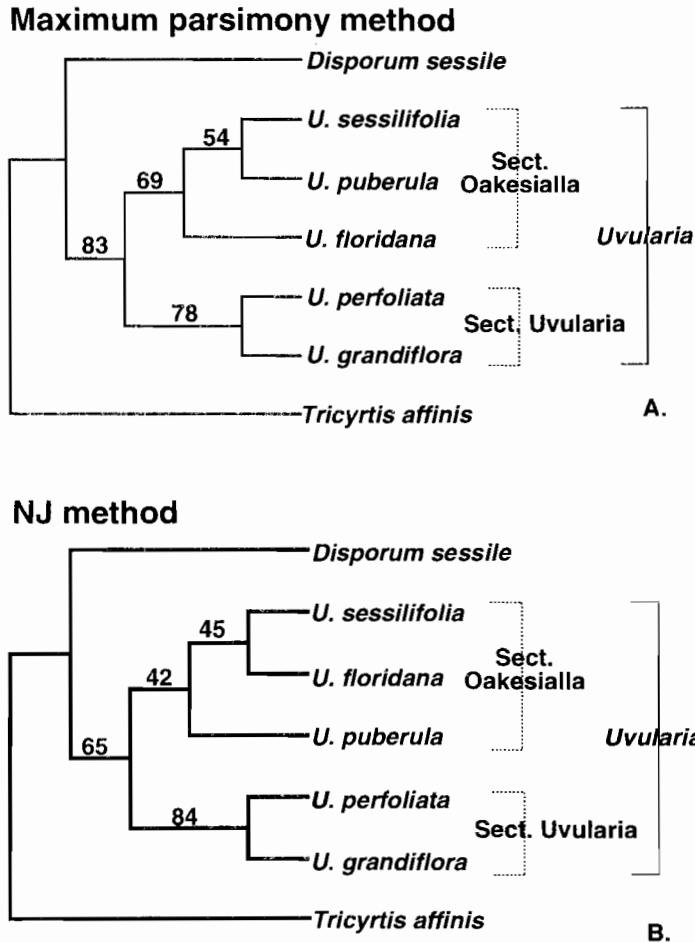 Maximum parsimony method
Disporum sessile
U. sessilifolia
54
Sect.
U. puberula
Oakesialla
69
U. floridana
Uvularia
83
U. perfoliata
78
Sect. Uvularia
U. grandiflora
Tricyrtis affinis
A.
NJ method
Disporum sessile
U. sessilifolia
45
Sect.
U. floridana
Oakesialla
42
U. puberula
Uvularia
65
U. perfoliata
84
Sect. Uvularia
U. grandiflora
Tricyrtis affinis
B.